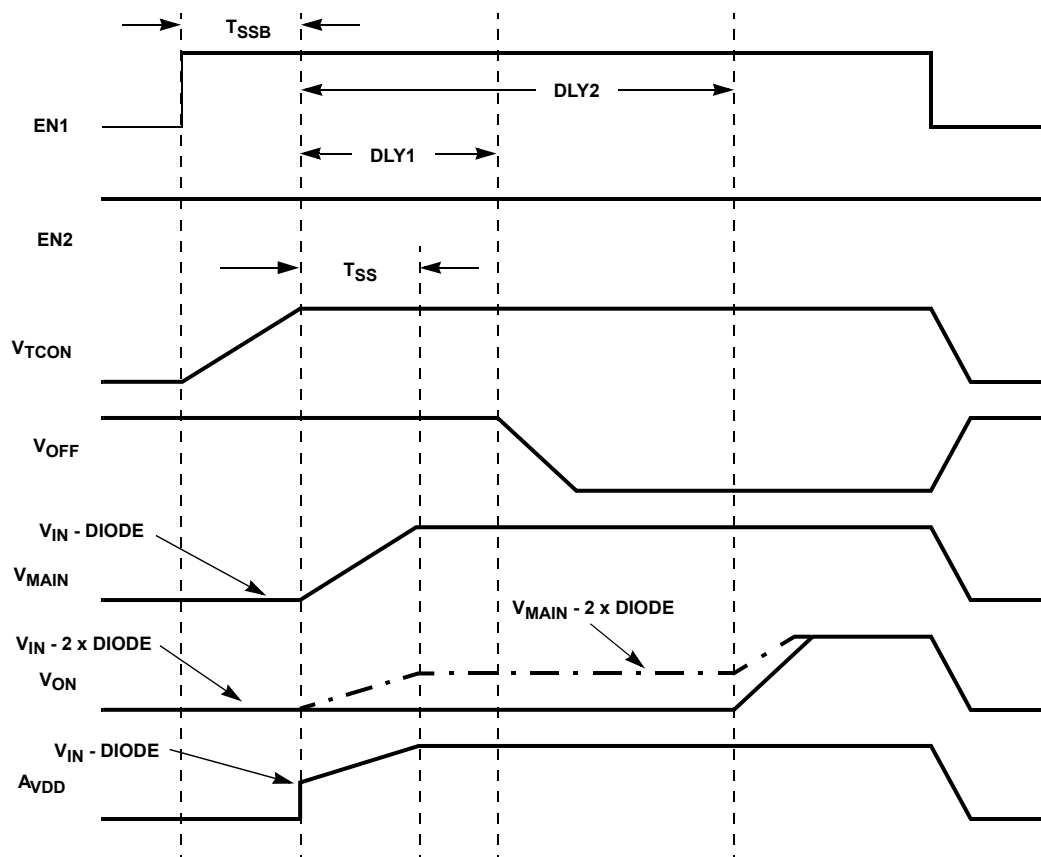 TSSB
DLY2
EN1
DLY1
EN2
TSS
VTCON
VOFF
VIN - DIODE
VMAIN
VMAIN - 2 x DIODE
VIN - 2 x DIODE
VON
VIN - DIODE
AVDD